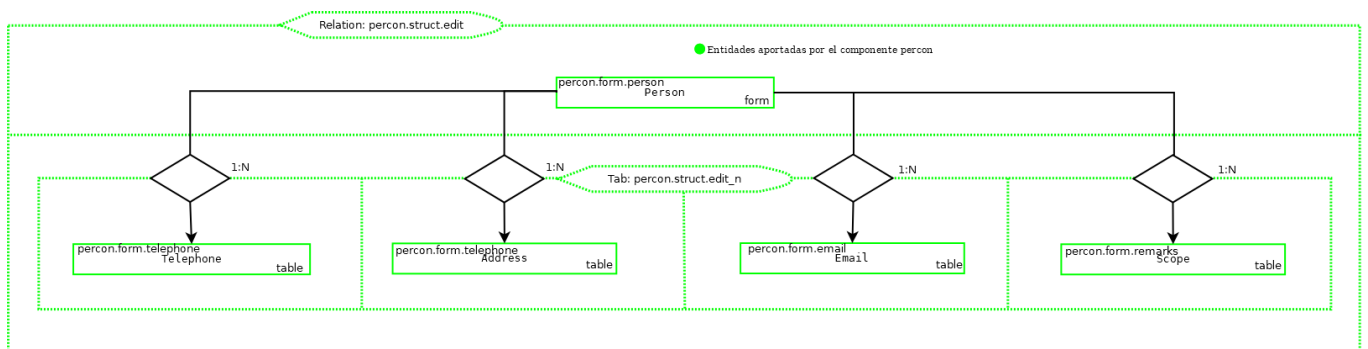 Relation: percon.struct.edit
Entidades aportadas por el componente percon
percon.form.person
Person
form
1:N
1:N
1:N
1:N
Tab: percon.struct.edit_n
percon.form.telephone
Telephone
table
percon.form.telephone
Address
table
percon.form.email
Email
table
percon.form.remarks
Scope
table